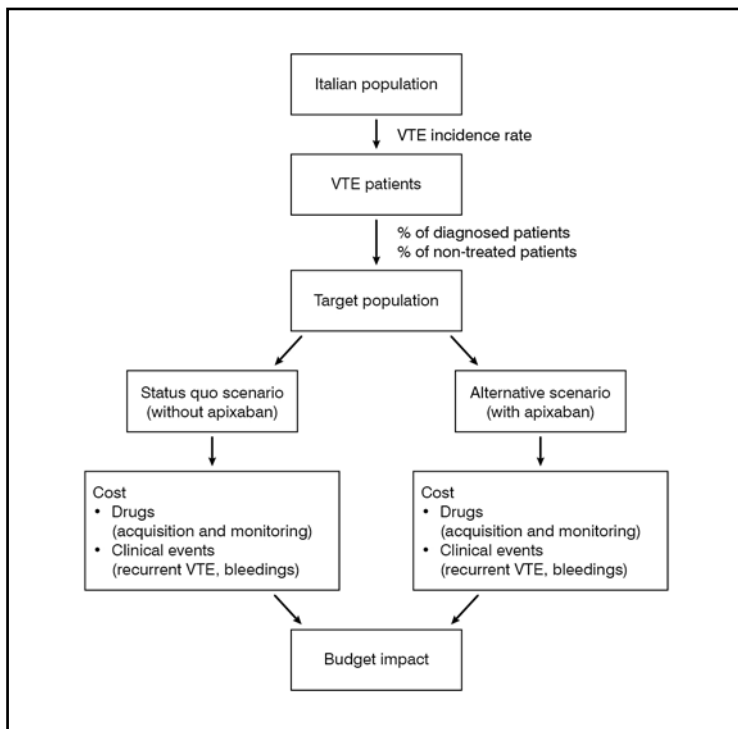 Italian population
VTE incidence rate
VTE patients
% of diagnosed patients
% of non-treated patients
Target population
Status quo scenario
(without apixaban)
Alternative scenario
(with apixaban)
Cost
• Drugs
(acquisition and monitoring)
• Clinical events
(recurrent VTE, bleedings)
Cost
• Drugs
(acquisition and monitoring)
• Clinical events
(recurrent VTE, bleedings)
Budget impact